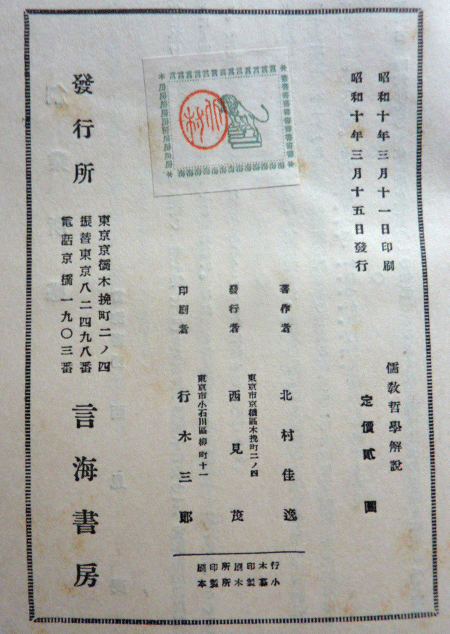 昭和十年三月十一日印刷
昭和十年三月十五日發行
儒敎哲學解說
定價貳圓
著作者 北村佳逸
東京市京橋區木挽町二ノ四
發行者 西見茂
東京市小石川區柳町十一
印刷者 行木三郎
行木印刷所印刷
小 製本所製本
發行所 言海書房
東京京橋木挽町二ノ四
振替東京八二四九八番
電話京橋一九〇三番